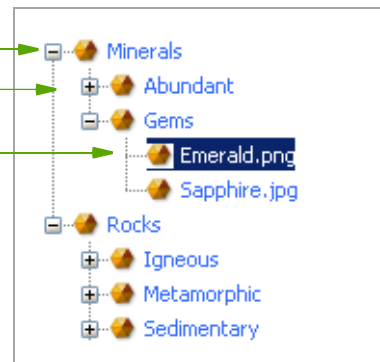 Minerals
Abundant
Gems
Emerald.png
Sapphire.jpg
Rocks
Igneous
Metamorphic
Sedimentary